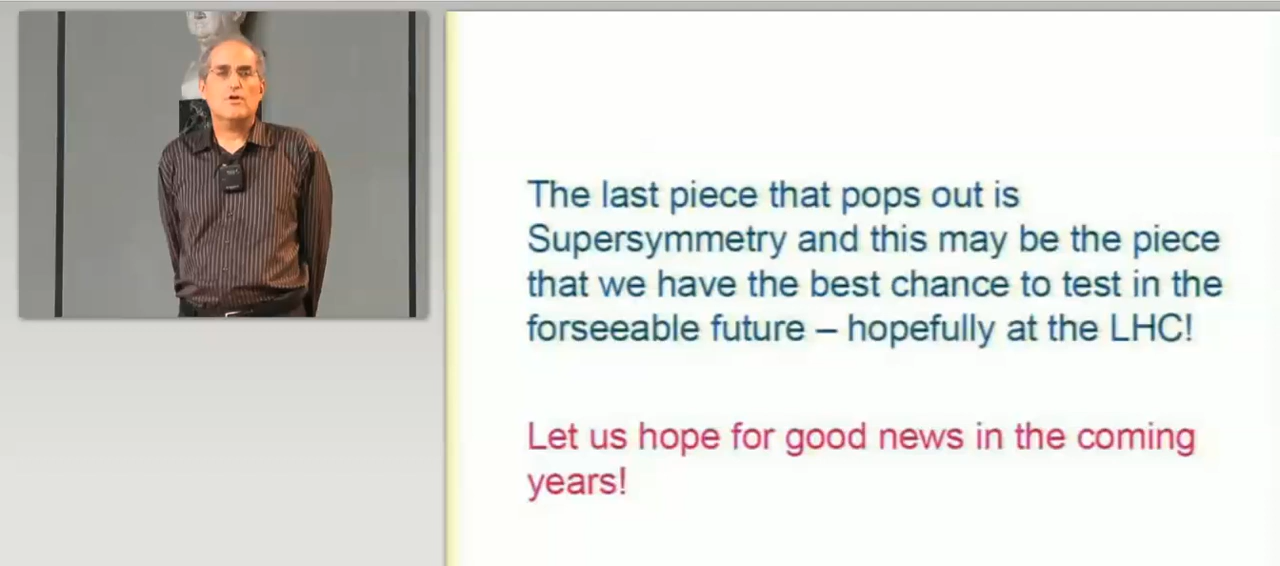 The last piece that pops out is
Supersymmetry and this may be the piece
that we have the best chance to test in the
forseeable future – hopefully at the LHC!
Let us hope for good news in the coming
years!